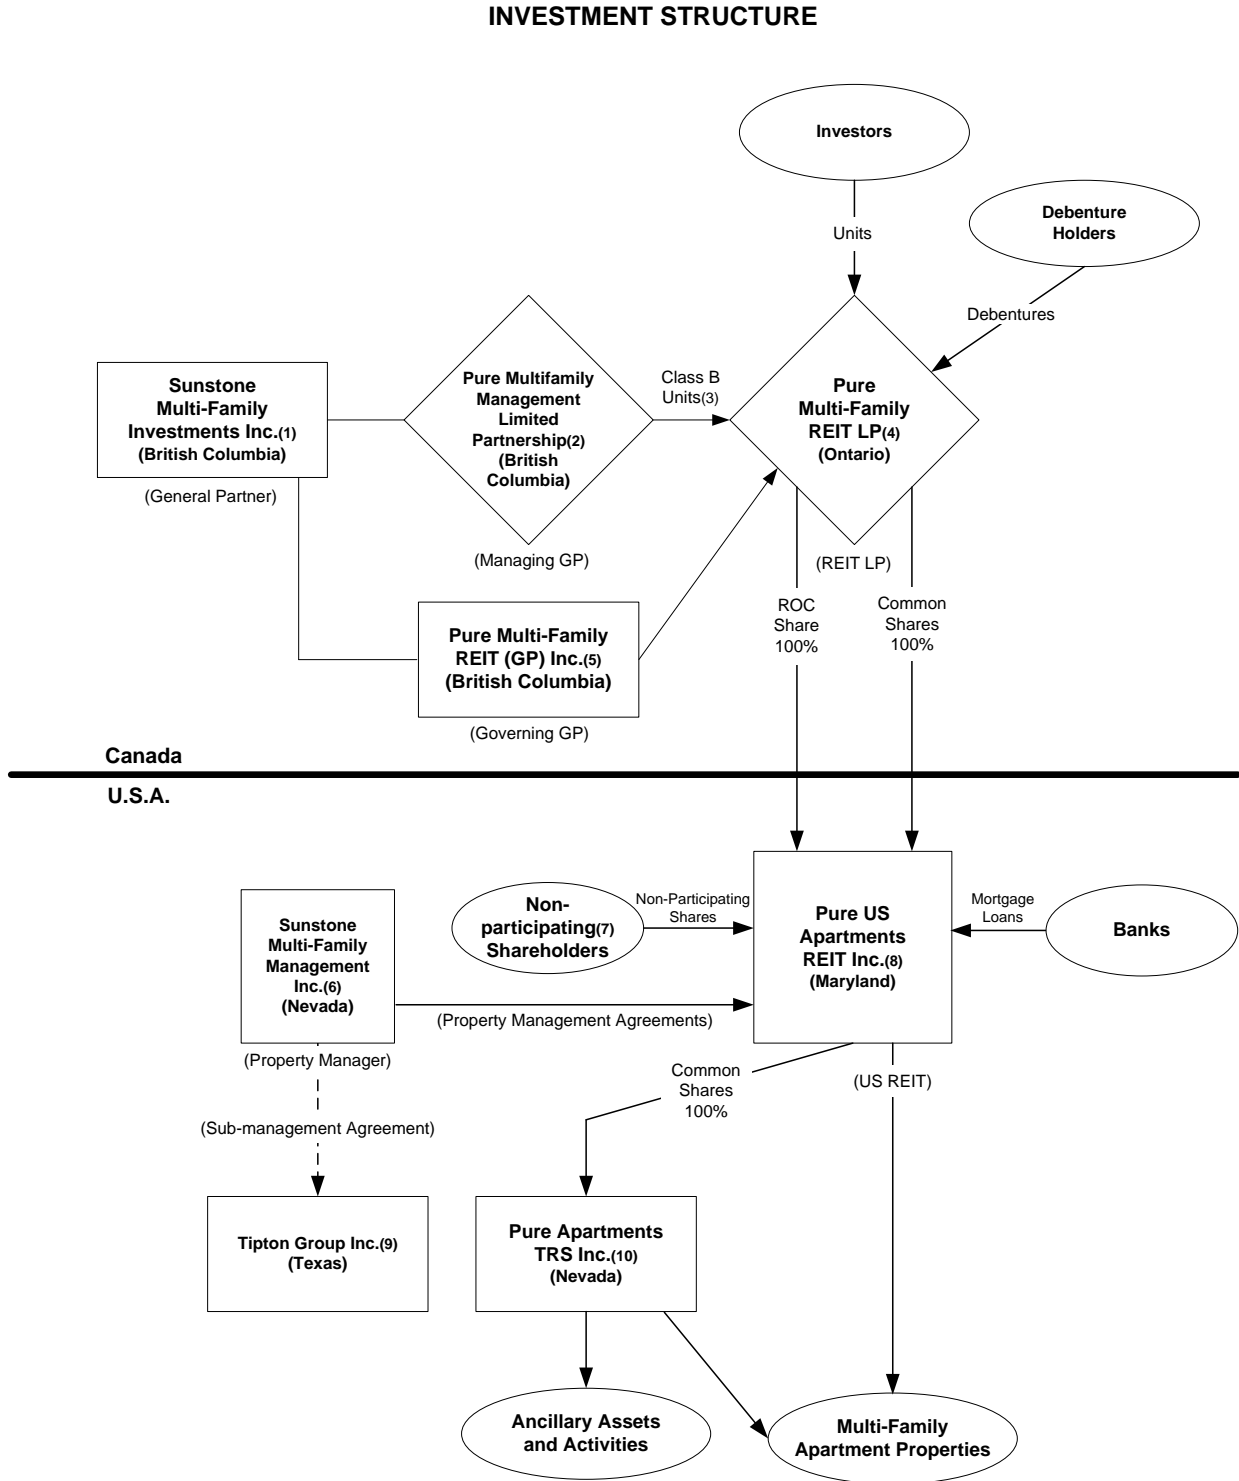 INVESTMENT STRUCTURE
Investors
Units
Debenture
Holders
Debentures
Sunstone
Multi-Family
Investments Inc.(1)
(British Columbia)
(General Partner)
Pure Multifamily
Management
Limited
Partnership(2)
(British
Columbia)
(Managing GP)
Class B
Units(3)
Pure
Multi-Family
REIT LP(4)
(Ontario)
(REIT LP)
ROC
Share
100%
Common
Shares
100%
Pure Multi-Family
REIT (GP) Inc.(5)
(British Columbia)
(Governing GP)
Canada
U.S.A.
Sunstone
Multi-Family
Management
Inc.(6)
(Nevada)
(Property Manager)
Non-
participating(7)
Shareholders
Non-Participating
Shares
Pure US
Apartments
REIT Inc.(8)
(Maryland)
Mortgage
Loans
Banks
(Property Management Agreements)
(US REIT)
Common
Shares
100%
(Sub-management Agreement)
Tipton Group Inc.(9)
(Texas)
Pure Apartments
TRS Inc.(10)
(Nevada)
Ancillary Assets
and Activities
Multi-Family
Apartment Properties